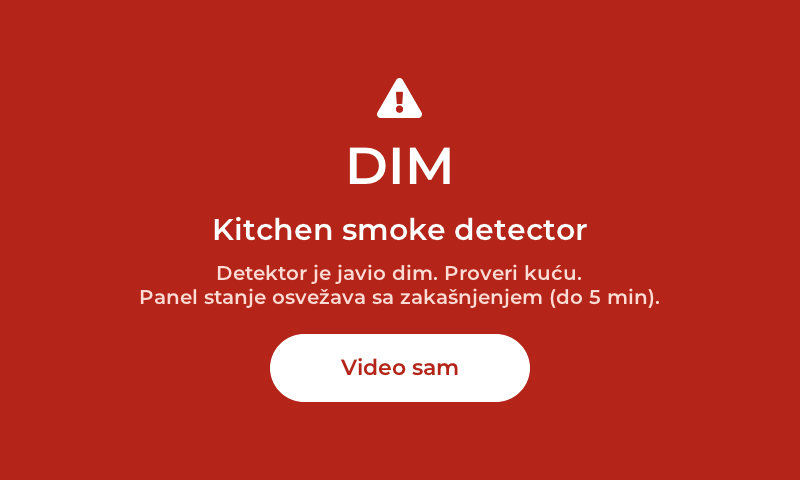 DIM
Kitchen smoke detector
Detektor je javio dim. Proveri kuću.
Panel stanje osvežava sa zakašnjenjem (do 5 min).
Video sam